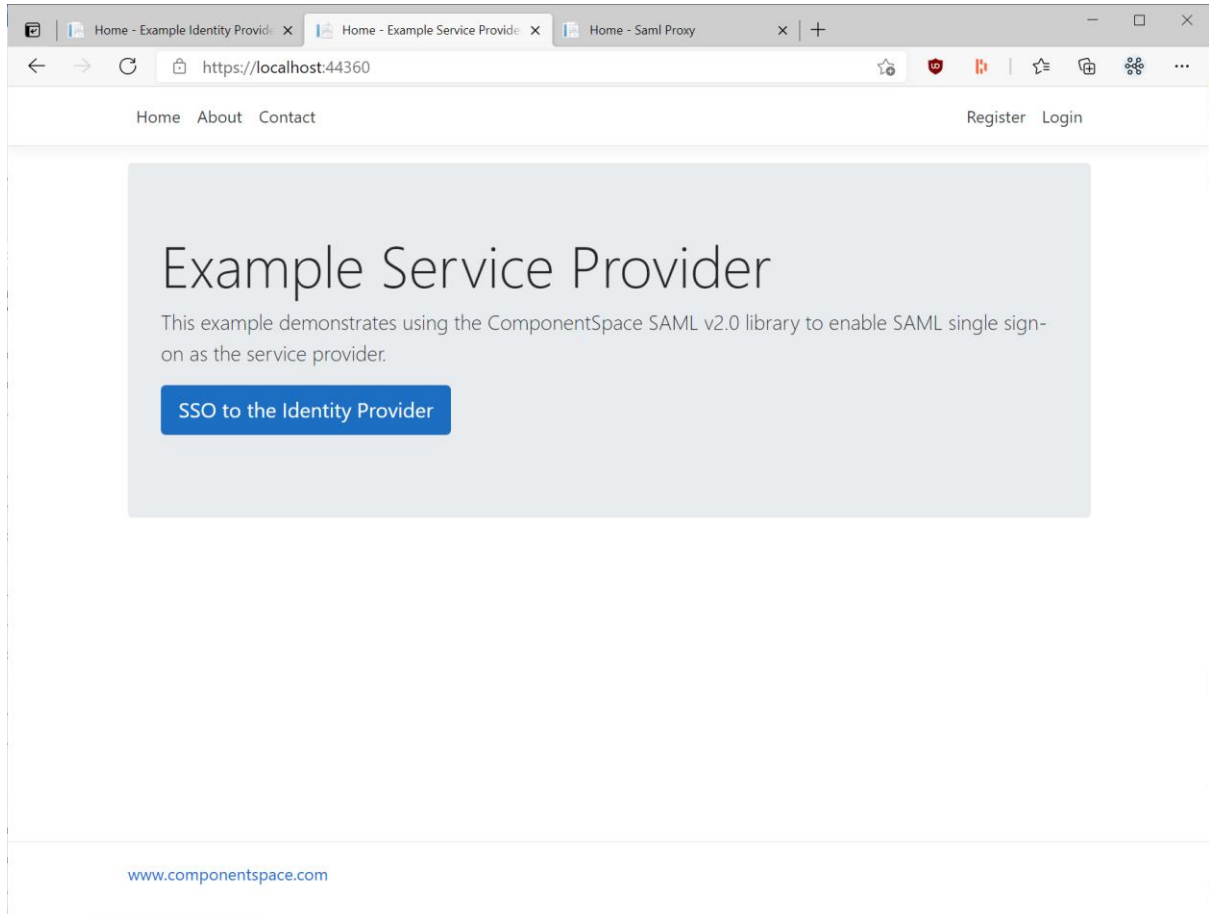 Home - Example Identity Provide
Home - Example Service Provide
Home - Saml Proxy
https://localhost:44360
Home About Contact
Register Login
Example Service Provider
This example demonstrates using the ComponentSpace SAML v2.0 library to enable SAML single sign-
on as the service provider.
SSO to the Identity Provider
www.componentspace.com